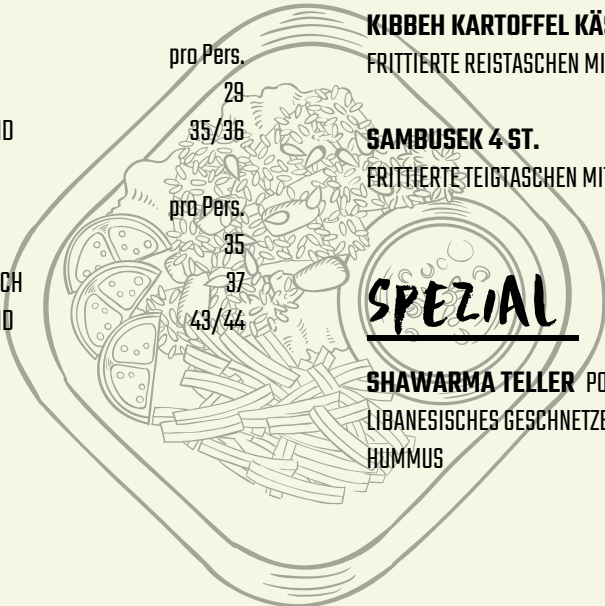 pro Pers.
29
35/36
pro Pers.
35
37
43/44
KIBBEH KARTOFFEL
FRITTIERTE REISTASCHEN
SAMBUSEK 4 ST.
FRITTIERTE TEIGTASCHEN
SPEZIAL
SHAWARMA TELLER
LIBANESISCHES
HUMMUS